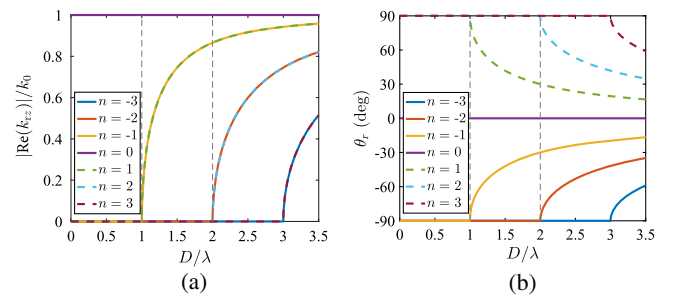 |Re(k_rz)|/k_0
1
0.8
0.6
0.4
0.2
0
n = -3
n = -2
n = -1
n = 0
n = 1
n = 2
n = 3
0 0.5 1 1.5 2 2.5 3 3.5
D/λ
(a)
θ_r (deg)
90
60
30
0
-30
-60
-90
n = -3
n = -2
n = -1
n = 0
n = 1
n = 2
n = 3
0 0.5 1 1.5 2 2.5 3 3.5
D/λ
(b)